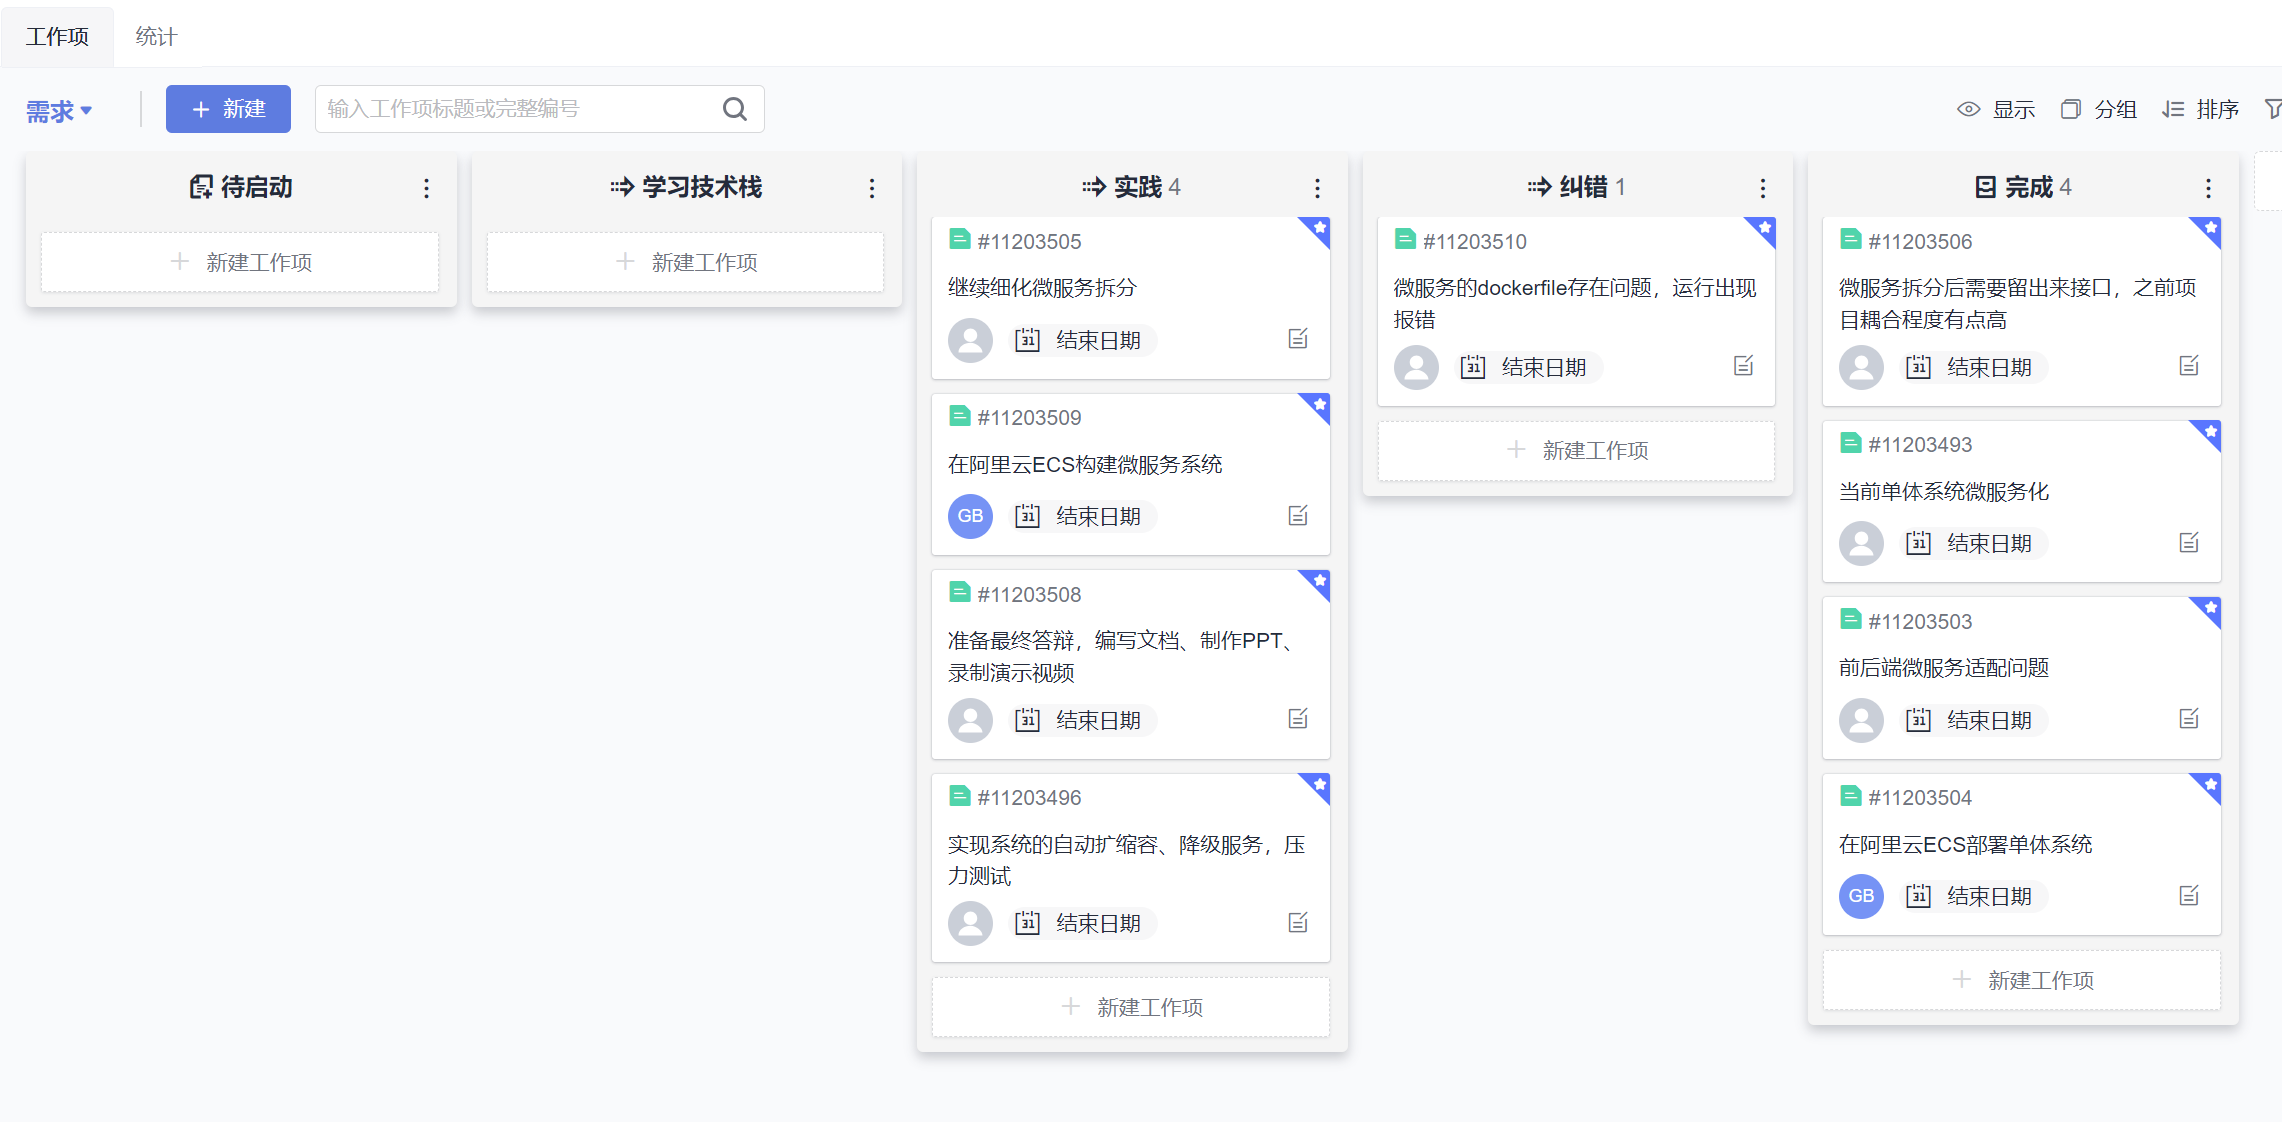 工作项 统计
需求 新建 输入工作项标题或完整编号 显示 分组 排序
待启动
新建工作项
学习技术栈
新建工作项
实践 4
#11203505
继续细化微服务拆分
结束日期
#11203509
在阿里云ECS构建微服务系统
GB 结束日期
#11203508
准备最终答辩，编写文档、制作PPT、
录制演示视频
结束日期
#11203496
实现系统的自动扩缩容、降级服务，压
力测试
结束日期
新建工作项
纠错 1
#11203510
微服务的dockerfile存在问题，运行出现
报错
结束日期
新建工作项
完成 4
#11203506
微服务拆分后需要留出来接口，之前项
目耦合程度有点高
结束日期
#11203493
当前单体系统微服务化
结束日期
#11203503
前后端微服务适配问题
结束日期
#11203504
在阿里云ECS部署单体系统
GB 结束日期
新建工作项